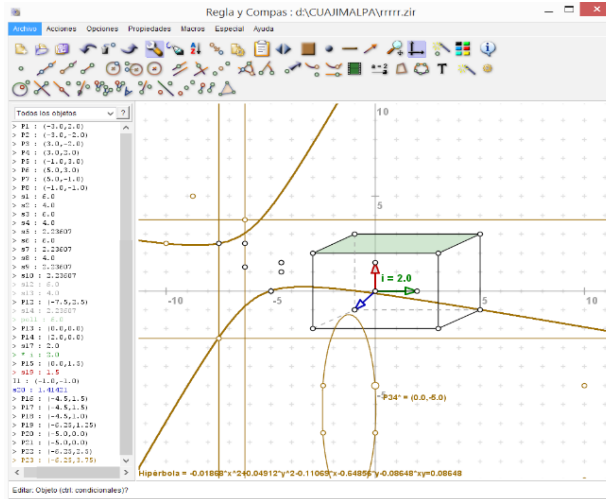 Regla y Compas : d:\CUAJIMALPA\rrrrr.zir
Archivo Acciones Opciones Propiedades Macros Especial Ayuda
Todos los objetos
?
> P1 : (-3.0,2.0)
> P2 : (-3.0,-2.0)
> P3 : (3.0,-2.0)
> P4 : (3.0,2.0)
> P5 : (-1.0,3.0)
> P6 : (5.0,3.0)
> P7 : (5.0,-1.0)
> P8 : (-1.0,-1.0)
> s1 : 6.0
> s2 : 4.0
> s3 : 6.0
> s4 : 4.0
> s5 : 2.23607
> s6 : 6.0
> s7 : 2.23607
> s8 : 4.0
> s9 : 2.23607
> s10 : 2.23607
> s12 : 6.0
> s13 : 4.0
> P12 : (-7.5,2.5)
> s14 : 2.23607
> P13 : (0.0,0.0)
> P14 : (2.0,0.0)
> s17 : 2.0
> * i : 2.0
> P15 : (0.0,1.5)
> s19 : 1.5
I1 : (-1.0,-1.0)
s20 : 1.41421
> P16 : (-4.5,1.5)
> P17 : (-4.5,1.5)
> P18 : (-4.5,1.0)
> P19 : (-6.25,1.25)
> P20 : (-5.0,0.0)
> P21 : (-5.0,0.0)
> P22 : (-6.25,2.5)
> P23 : (-6.25,3.75)
10
5
i = 2.0
-10
-5
5
10
P34" = (0.0,-5.0)
-5
Hipérbola = -0.01868*x^2+0.04912*y^2-0.11069*x-0.64856*y-0.08648*xy=0.08648
Editar: Objeto (ctrl: condicionales)?